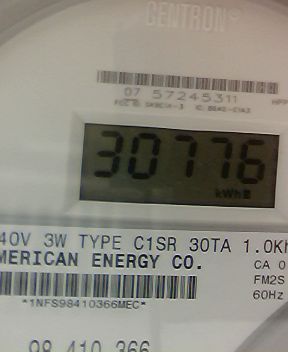 CENTRON®
07 57245311
30776
kWh
40V 3W TYPE C1SR 30TA 1.0Kh
MERICAN ENERGY CO.
CA 0
FM2S
60Hz
*1NFS98410366MEC*
98 410 366